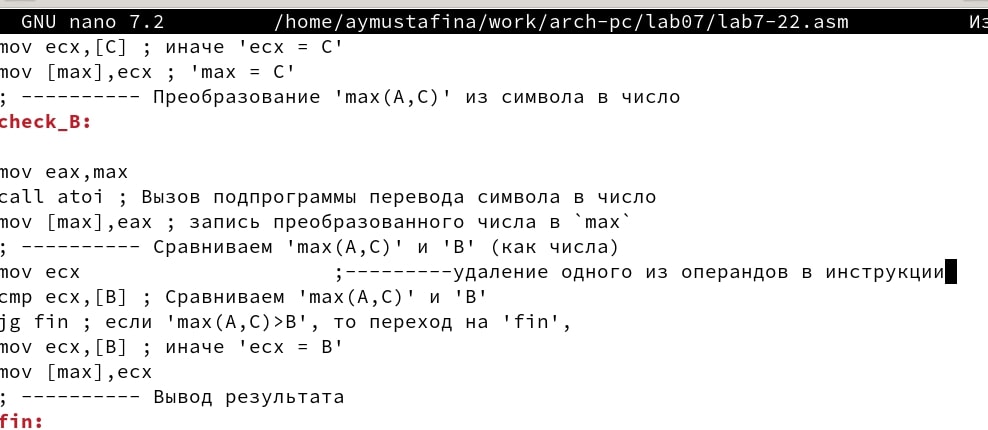 GNU nano 7.2 /home/aymustafina/work/arch-pc/lab07/lab7-22.asm Из
mov ecx,[C] ; иначе 'ecx = C'
mov [max],ecx ; 'max = C'
; ---------- Преобразование 'max(A,C)' из символа в число
check_B:
mov eax,max
call atoi ; Вызов подпрограммы перевода символа в число
mov [max],eax ; запись преобразованного числа в `max`
; ---------- Сравниваем 'max(A,C)' и 'B' (как числа)
mov ecx ;---------удаление одного из операндов в инструкции
cmp ecx,[B] ; Сравниваем 'max(A,C)' и 'B'
jg fin ; если 'max(A,C)>B', то переход на 'fin',
mov ecx,[B] ; иначе 'ecx = B'
mov [max],ecx
; ---------- Вывод результата
fin: